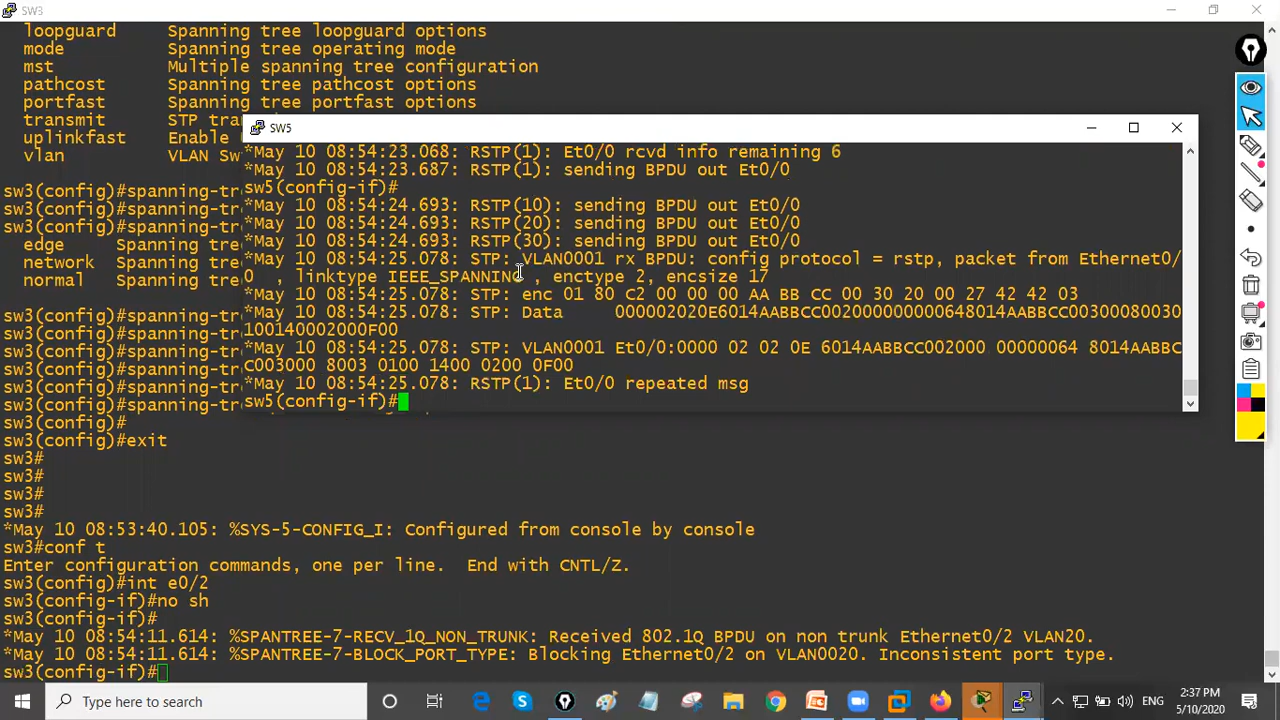 SW3
loopguard Spanning tree loopguard options
mode Spanning tree operating mode
mst Multiple spanning tree configuration
pathcost Spanning tree pathcost options
portfast Spanning tree portfast options
transmit STP tra
uplinkfast Enable
vlan VLAN Sw
sw3(config)#spanning-tre
sw3(config)#spanning-tre
sw3(config)#spanning-tre
edge Spanning tree
network Spanning tree
normal Spanning tree
sw3(config)#spanning-tre
sw3(config)#spanning-tre
sw3(config)#spanning-tre
sw3(config)#spanning-tre
sw3(config)#spanning-tre
sw3(config)#spanning-tre
sw3(config)#
sw3(config)#exit
sw3#
sw3#
sw3#
sw3#
*May 10 08:53:40.105: %SYS-5-CONFIG_I: Configured from console by console
sw3#conf t
Enter configuration commands, one per line. End with CNTL/Z.
sw3(config)#int e0/2
sw3(config-if)#no sh
sw3(config-if)#
*May 10 08:54:11.614: %SPANTREE-7-RECV_1Q_NON_TRUNK: Received 802.1Q BPDU on non trunk Ethernet0/2 VLAN20.
*May 10 08:54:11.614: %SPANTREE-7-BLOCK_PORT_TYPE: Blocking Ethernet0/2 on VLAN0020. Inconsistent port type.
sw3(config-if)#
SW5
*May 10 08:54:23.068: RSTP(1): Et0/0 rcvd info remaining 6
*May 10 08:54:23.687: RSTP(1): sending BPDU out Et0/0
sw5(config-if)#
*May 10 08:54:24.693: RSTP(10): sending BPDU out Et0/0
*May 10 08:54:24.693: RSTP(20): sending BPDU out Et0/0
*May 10 08:54:24.693: RSTP(30): sending BPDU out Et0/0
*May 10 08:54:25.078: STP: VLAN0001 rx BPDU: config protocol = rstp, packet from Ethernet0/
0 , linktype IEEE_SPANNING , enctype 2, encsize 17
*May 10 08:54:25.078: STP: enc 01 80 C2 00 00 00 AA BB CC 00 30 20 00 27 42 42 03
*May 10 08:54:25.078: STP: Data 000002020E6014AABBCC00200000000648014AABBCC00300080030
100140002000F00
*May 10 08:54:25.078: STP: VLAN0001 Et0/0:0000 02 02 0E 6014AABBCC002000 00000064 8014AABBC
C003000 8003 0100 1400 0200 0F00
*May 10 08:54:25.078: RSTP(1): Et0/0 repeated msg
sw5(config-if)#
Type here to search
ENG
2:37 PM
5/10/2020